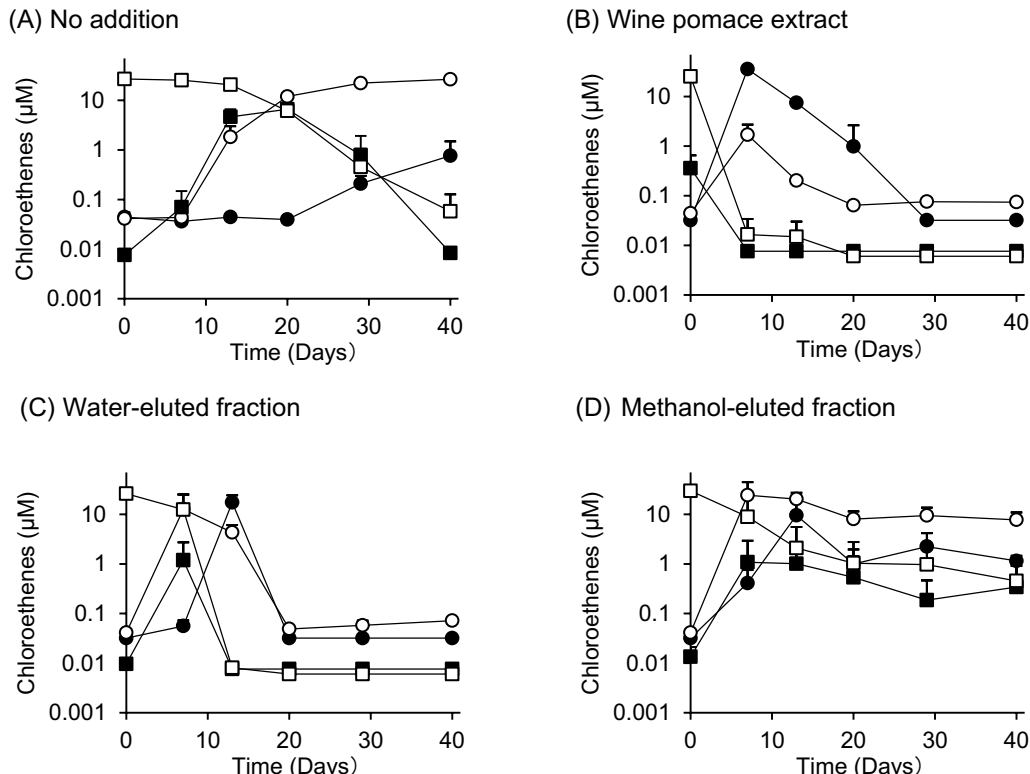 (A) No addition
Chloroethenes (μM)
10
1
0.1
0.01
0.001
0 10 20 30 40
Time (Days）
(B) Wine pomace extract
Chloroethenes (μM)
10
1
0.1
0.01
0.001
0 10 20 30 40
Time (Days）
(C) Water-eluted fraction
Chloroethenes (μM)
10
1
0.1
0.01
0.001
0 10 20 30 40
Time (Days）
(D) Methanol-eluted fraction
Chloroethenes (μM)
10
1
0.1
0.01
0.001
0 10 20 30 40
Time (Days）